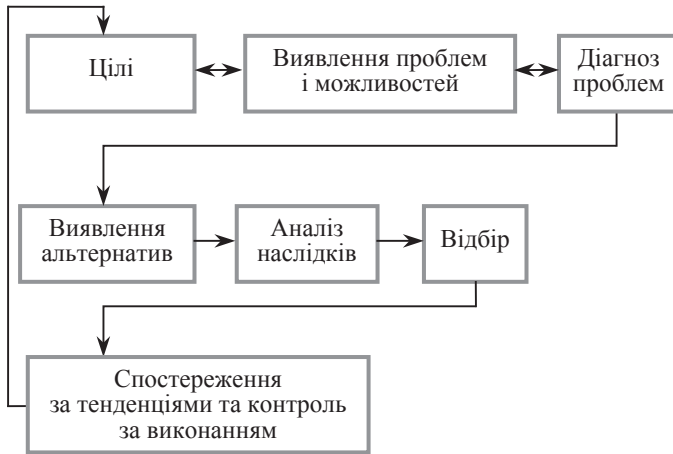 Цілі
Виявлення проблем
і можливостей
Діагноз
проблем
Виявлення
альтернатив
Аналіз
наслідків
Відбір
Спостереження
за тенденціями та контроль
за виконанням